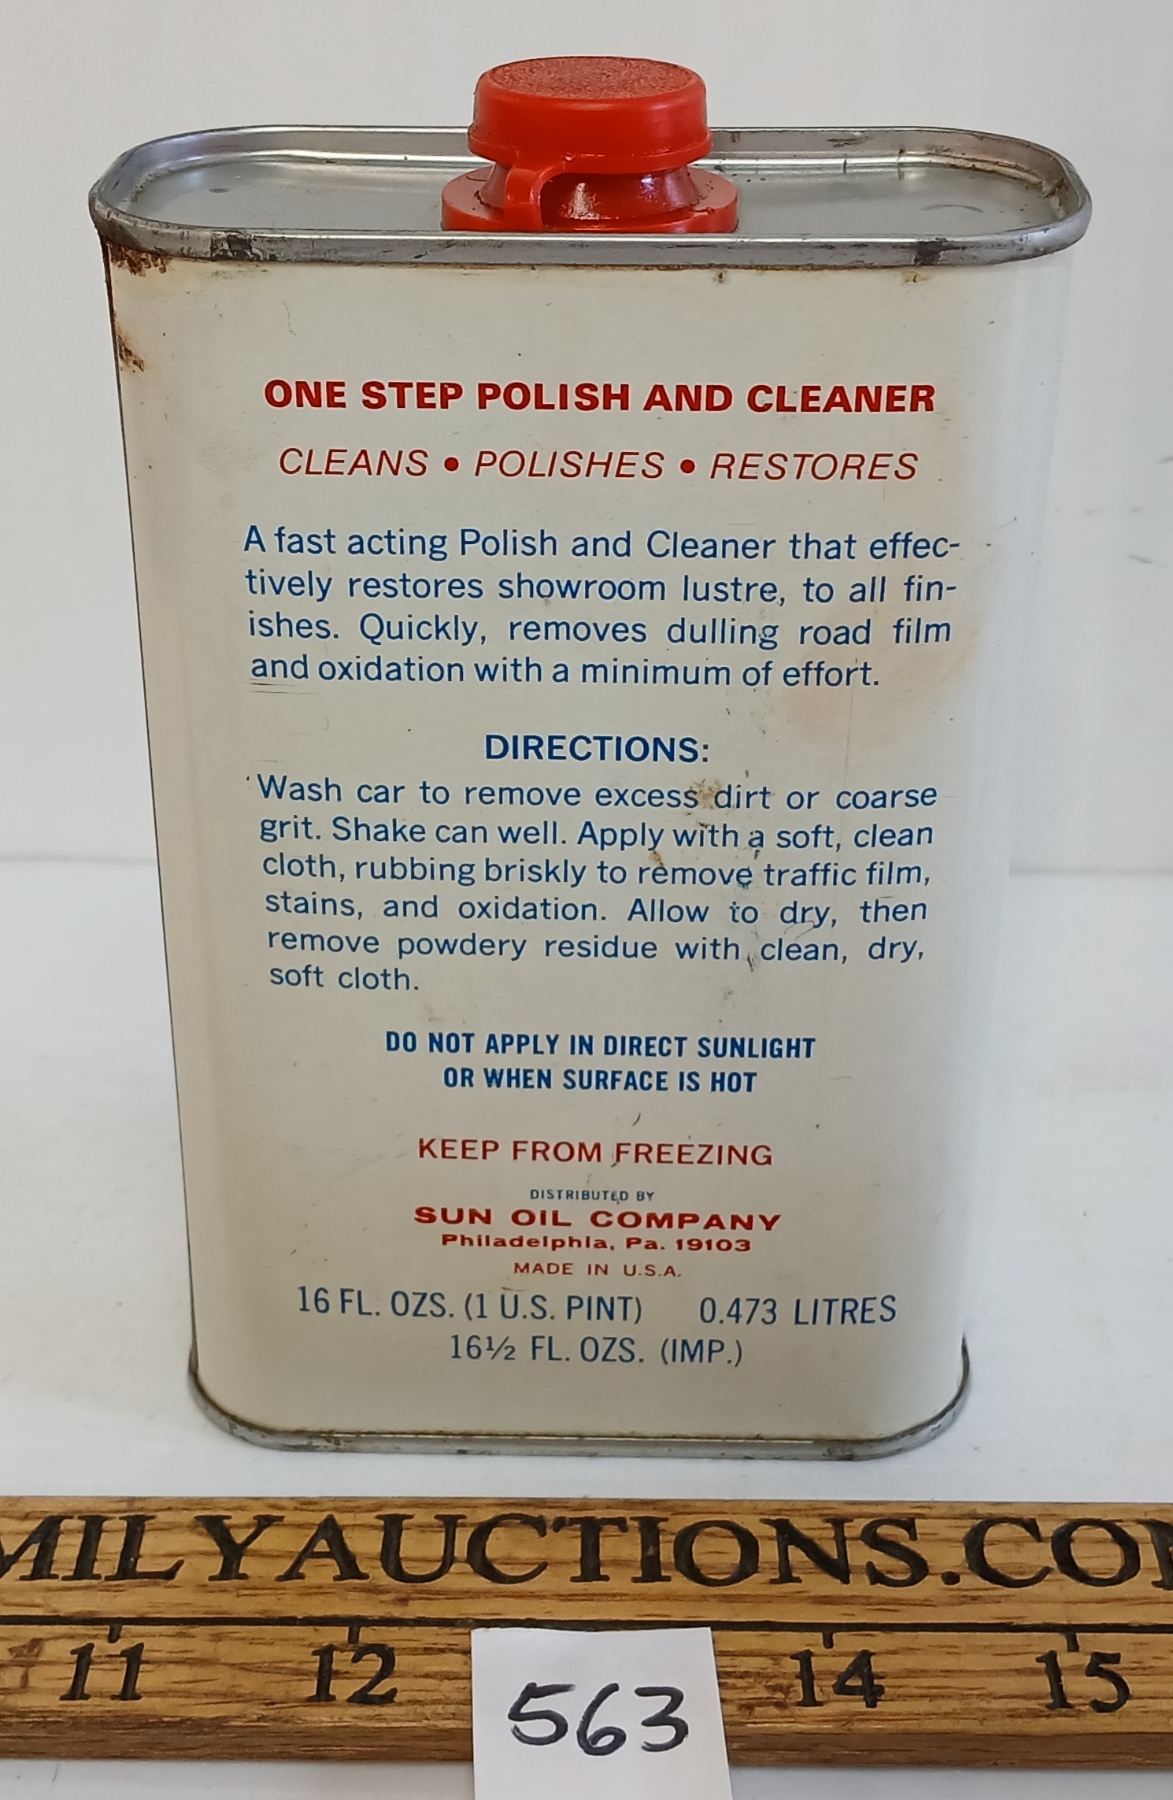 ONE STEP POLISH AND CLEANER
CLEANS • POLISHES • RESTORES
A fast acting Polish and Cleaner that effec-
tively restores showroom lustre, to all fin-
ishes. Quickly, removes dulling road film
and oxidation with a minimum of effort.
DIRECTIONS:
Wash car to remove excess dirt or coarse
grit. Shake can well. Apply with a soft, clean
cloth, rubbing briskly to remove traffic film,
stains, and oxidation. Allow to dry, then
remove powdery residue with clean, dry,
soft cloth.
DO NOT APPLY IN DIRECT SUNLIGHT
OR WHEN SURFACE IS HOT
KEEP FROM FREEZING
DISTRIBUTED BY
SUN OIL COMPANY
Philadelphia, Pa. 19103
MADE IN U.S.A.
16 FL. OZS. (1 U.S. PINT) 0.473 LITRES
16½ FL. OZS. (IMP.)
MILYAUCTIONS.CO
11 12 14 15
563